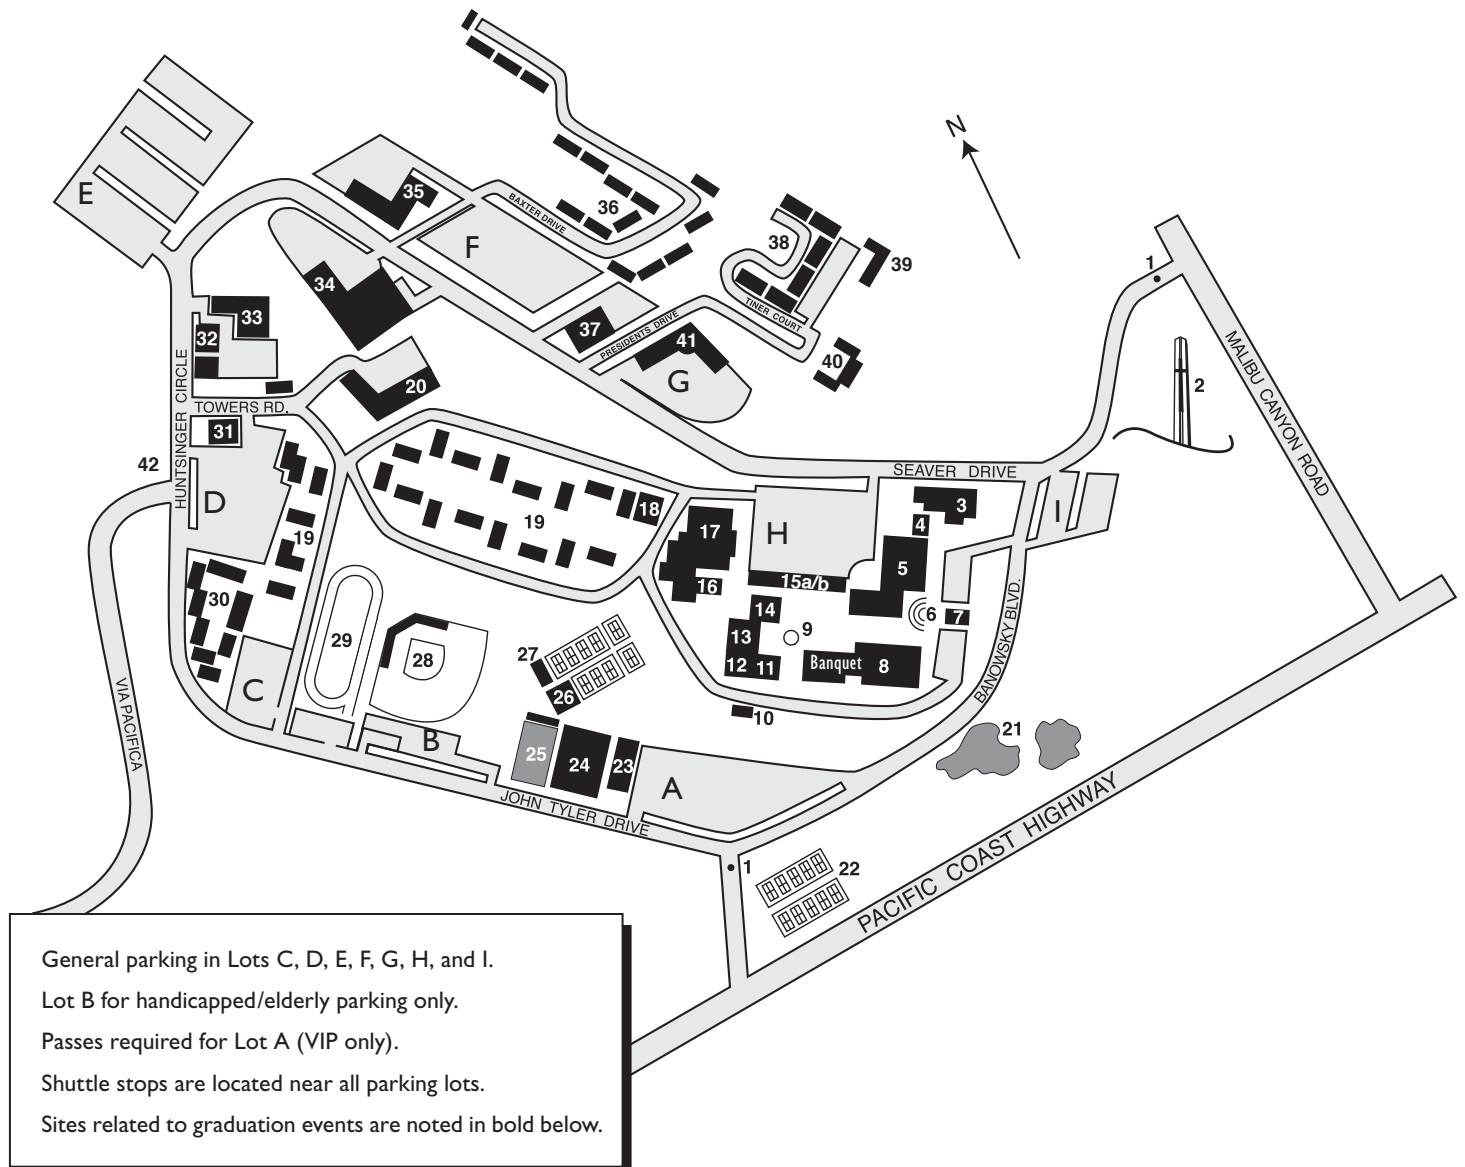 N
E
35
36
BAXTER DRIVE
F
38
39
1
34
33
32
37
PRESIDENTS DRIVE
TINER COURT
41
40
G
20
2
MALIBU CANYON ROAD
HUNTSINGER CIRCLE
TOWERS RD.
31
42
D
SEAVER DRIVE
19
18
19
17
H
3
4
I
5
16
15a/b
30
14
9
6
7
29
13
28
27
12
11
Banquet
8
26
BANOWSKY BLVD.
C
10
VIA PACIFICA
B
25
24
23
A
21
JOHN TYLER DRIVE
1
22
PACIFIC COAST HIGHWAY
General parking in Lots C, D, E, F, G, H, and I.
Lot B for handicapped/elderly parking only.
Passes required for Lot A (VIP only).
Shuttle stops are located near all parking lots.
Sites related to graduation events are noted in bold below.